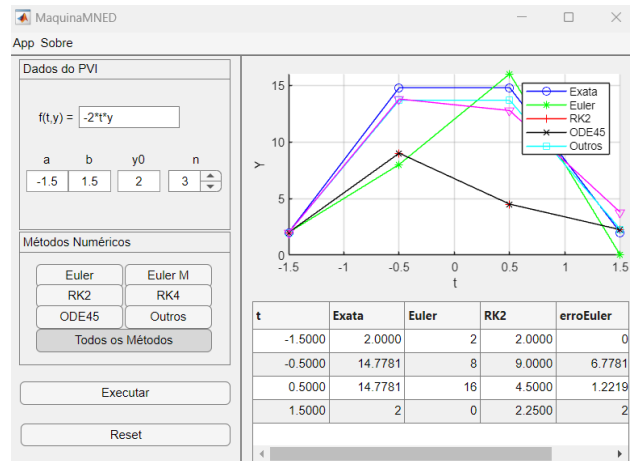 MaquinaMNED
App Sobre
Dados do PVI
f(t,y) = -2*t*y
a b y0 n
-1.5 1.5 2 3
Métodos Numéricos
Euler Euler M
RK2 RK4
ODE45 Outros
Todos os Métodos
Executar
Reset
15
10
5
0
Y
-1.5 -1 -0.5 0 0.5 1 1.5
t
Exata
Euler
RK2
ODE45
Outros
t Exata Euler RK2 erroEuler
-1.5000 2.0000 2 2.0000 0
-0.5000 14.7781 8 9.0000 6.7781
0.5000 14.7781 16 4.5000 1.2219
1.5000 2 0 2.2500 2